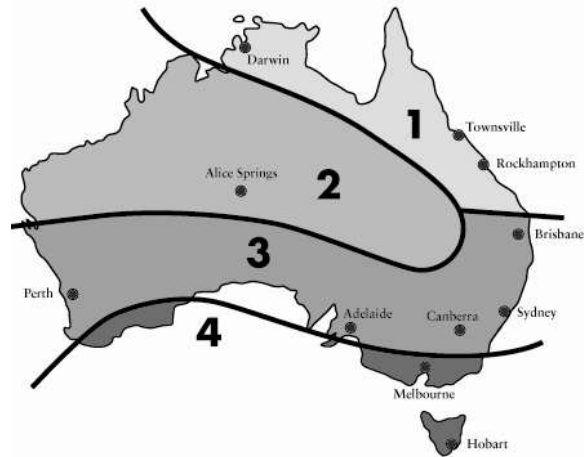 Darwin
1
Townsville
Rockhampton
Alice Springs
2
Brisbane
3
Perth
4
Adelaide
Canberra
Sydney
Melbourne
Hobart